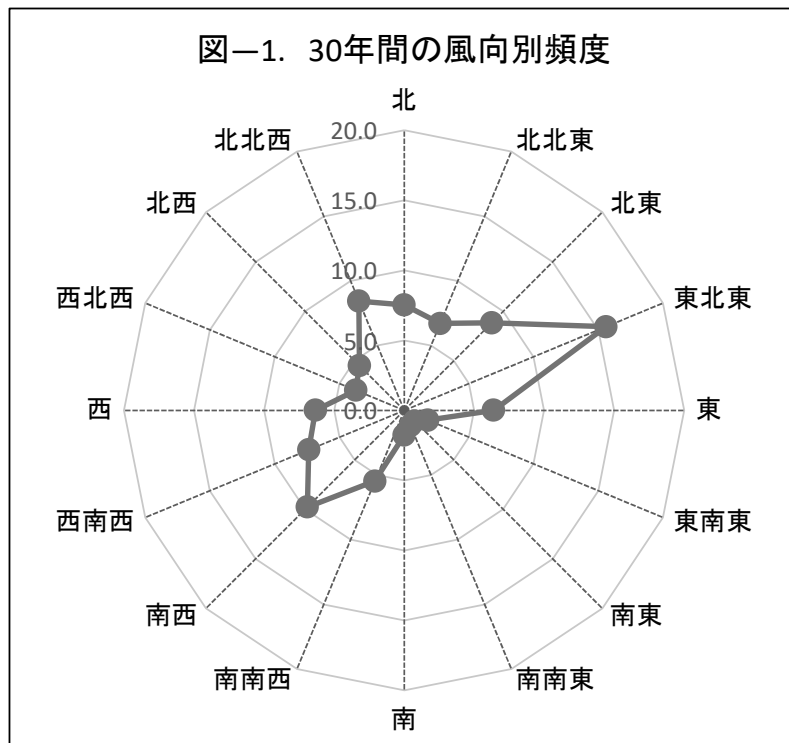 図―1. 30年間の風向別頻度
北
北北東
北東
東北東
東
東南東
南東
南南東
南
南南西
南西
西南西
西
西北西
北西
北北西
20.0
15.0
10.0
5.0
0.0